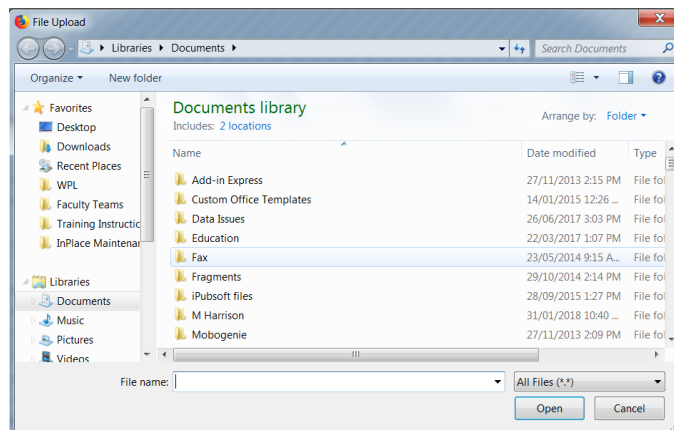 File Upload
Libraries Documents
Search Documents
Organize New folder
Favorites
Desktop
Downloads
Recent Places
WPL
Faculty Teams
Training Instructic
InPlace Maintenar
Libraries
Documents
Music
Pictures
Videos
Documents library
Includes: 2 locations
Arrange by: Folder
Name Date modified Type
Add-in Express 27/11/2013 2:15 PM File fol
Custom Office Templates 14/01/2015 12:26 ... File fol
Data Issues 26/06/2017 3:03 PM File fol
Education 22/03/2017 1:07 PM File fol
Fax 23/05/2014 9:15 A... File fol
Fragments 29/10/2014 2:14 PM File fol
iPubsoft files 28/09/2015 1:27 PM File fol
M Harrison 31/01/2018 10:40 ... File fol
Mobogenie 27/11/2013 2:09 PM File fol
File name: All Files (*.*)
Open Cancel